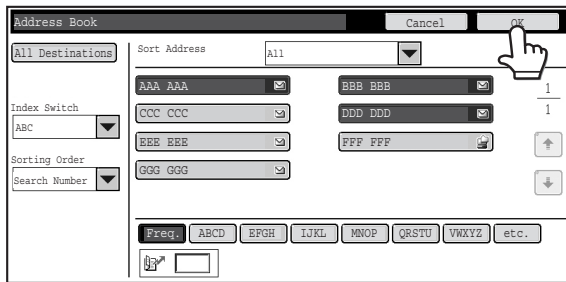 Address Book
Cancel
OK
All Destinations
Sort Address
All
AAA AAA
BBB BBB
1
1
Index Switch
ABC
CCC CCC
DDD DDD
EEE EEE
FFF FFF
Sorting Order
Search Number
GGG GGG
Freq.
ABCD
EFGH
IJKL
MNOP
QRSTU
VWXYZ
etc.